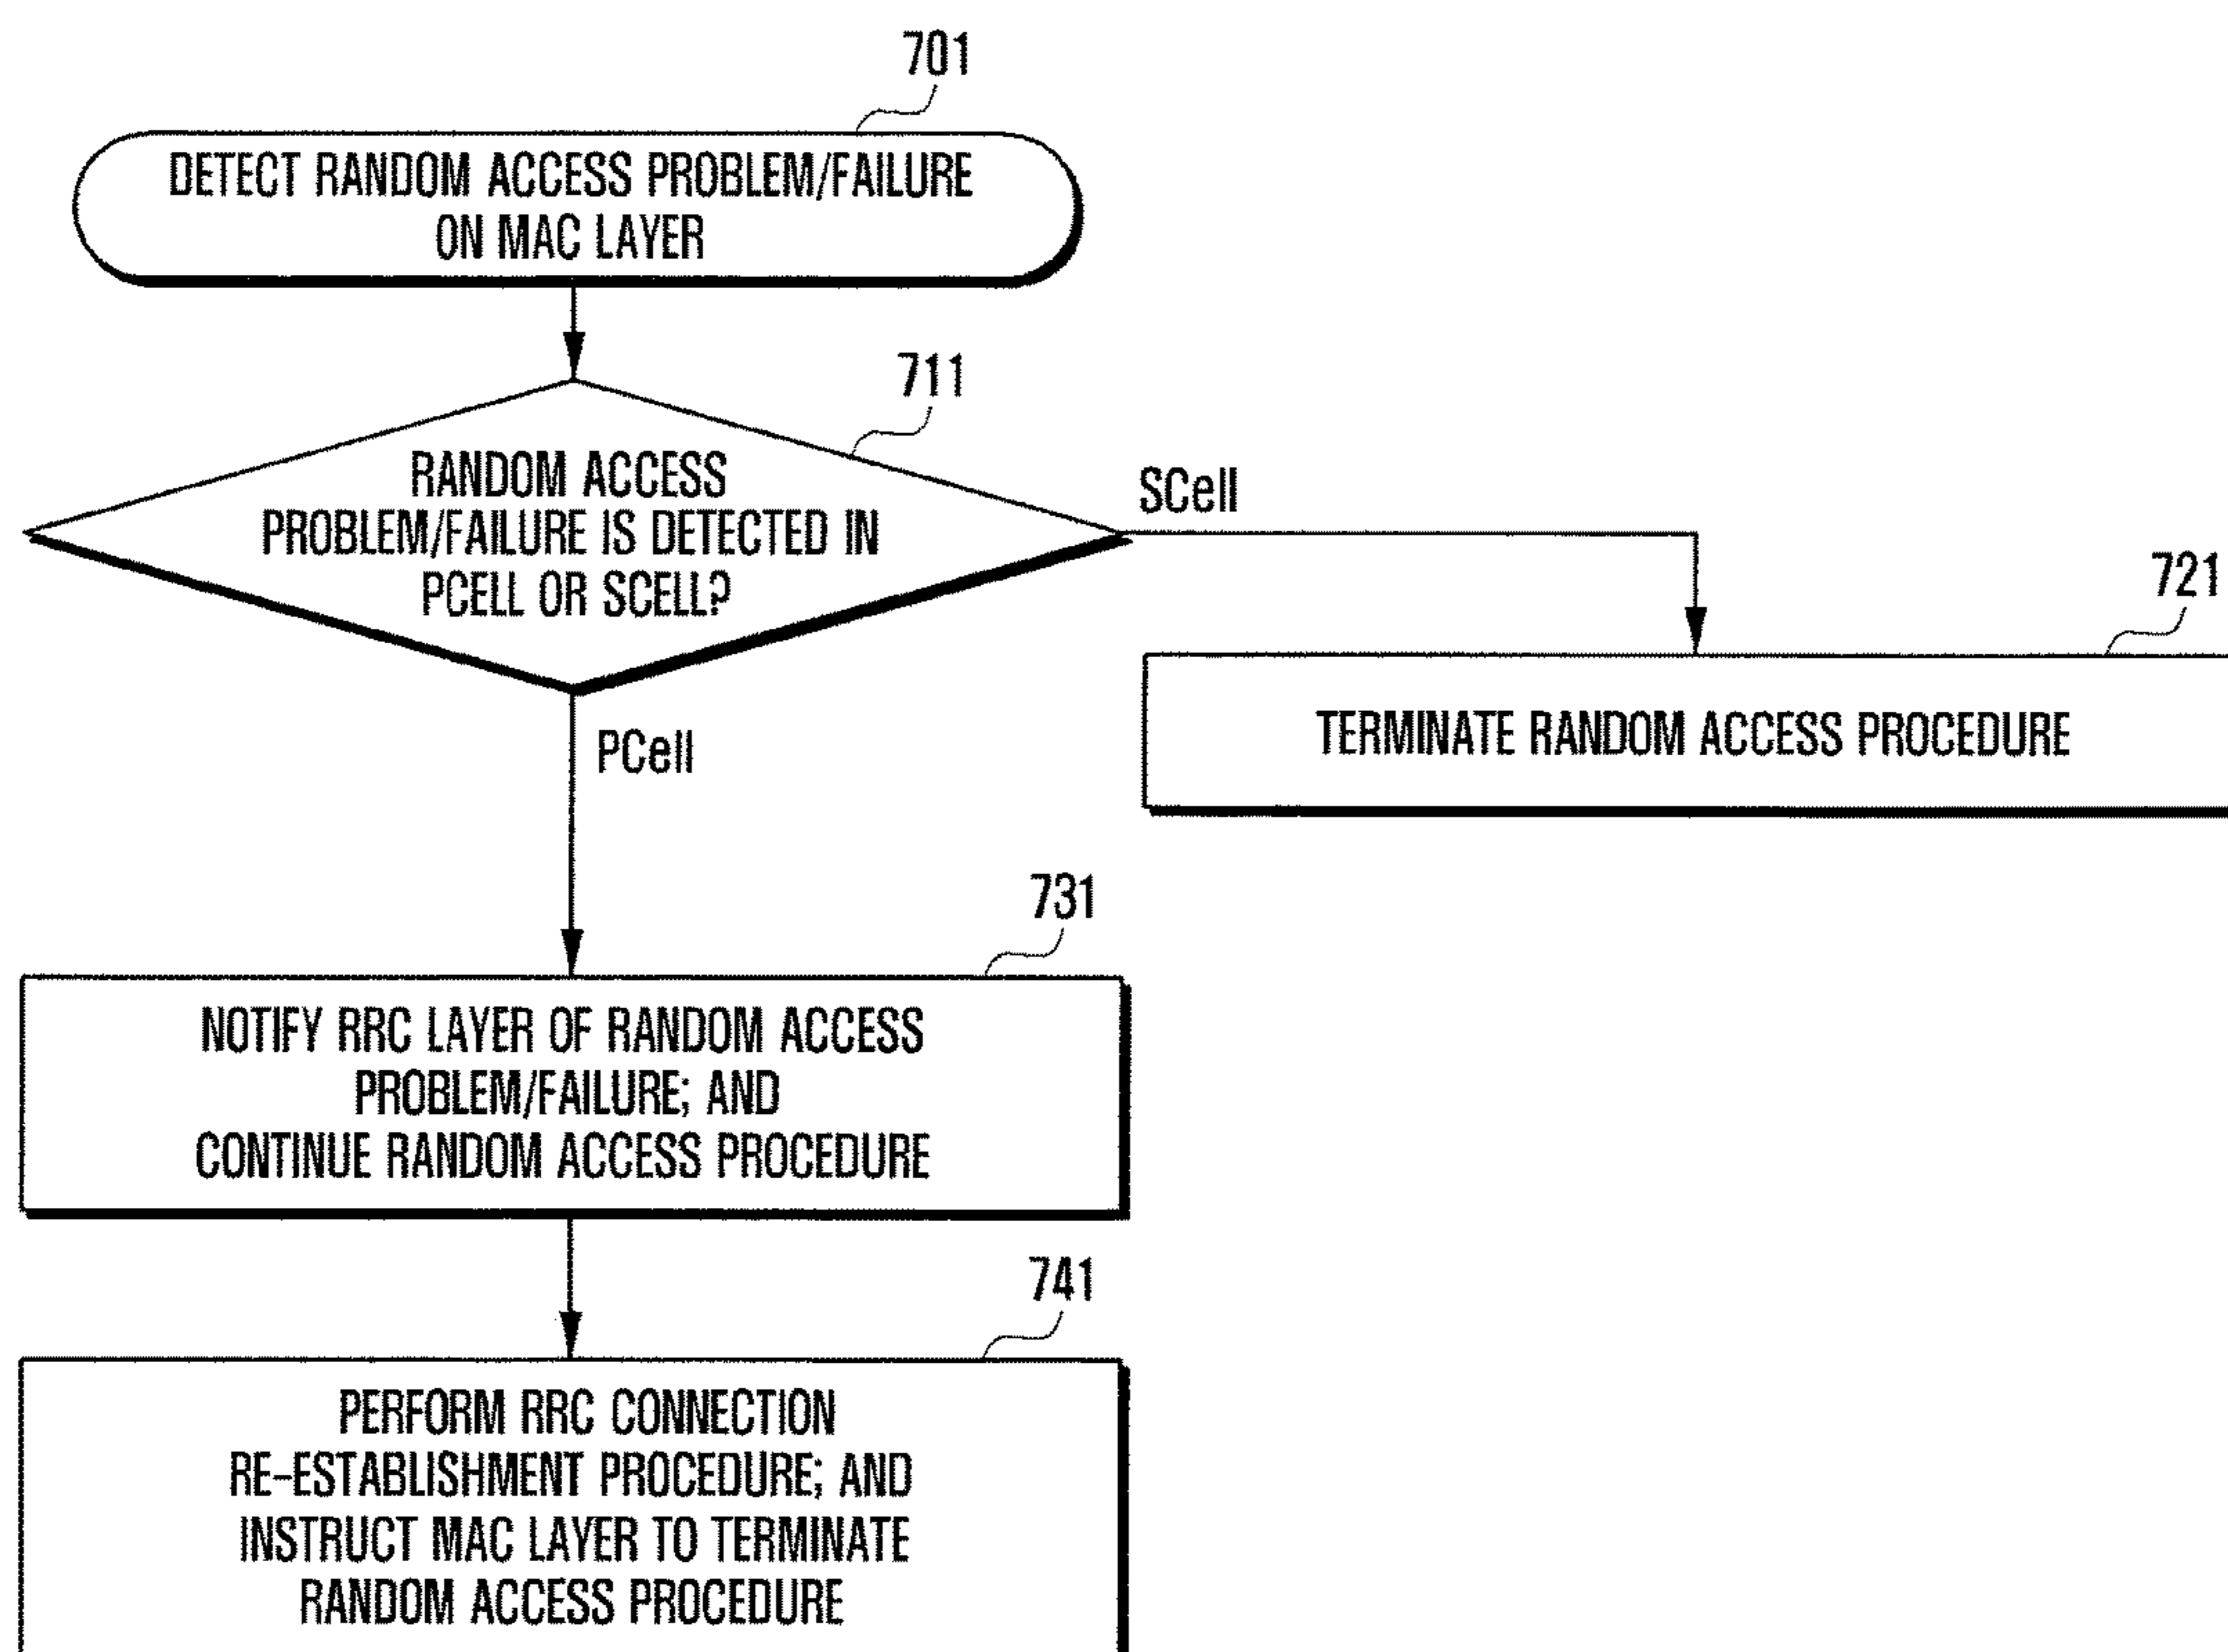 701
DETECT RANDOM ACCESS PROBLEM/FAILURE
ON MAC LAYER
711
RANDOM ACCESS
PROBLEM/FAILURE IS DETECTED IN
PCELL OR SCELL?
SCell
721
TERMINATE RANDOM ACCESS PROCEDURE
PCell
731
NOTIFY RRC LAYER OF RANDOM ACCESS
PROBLEM/FAILURE; AND
CONTINUE RANDOM ACCESS PROCEDURE
741
PERFORM RRC CONNECTION
RE-ESTABLISHMENT PROCEDURE; AND
INSTRUCT MAC LAYER TO TERMINATE
RANDOM ACCESS PROCEDURE